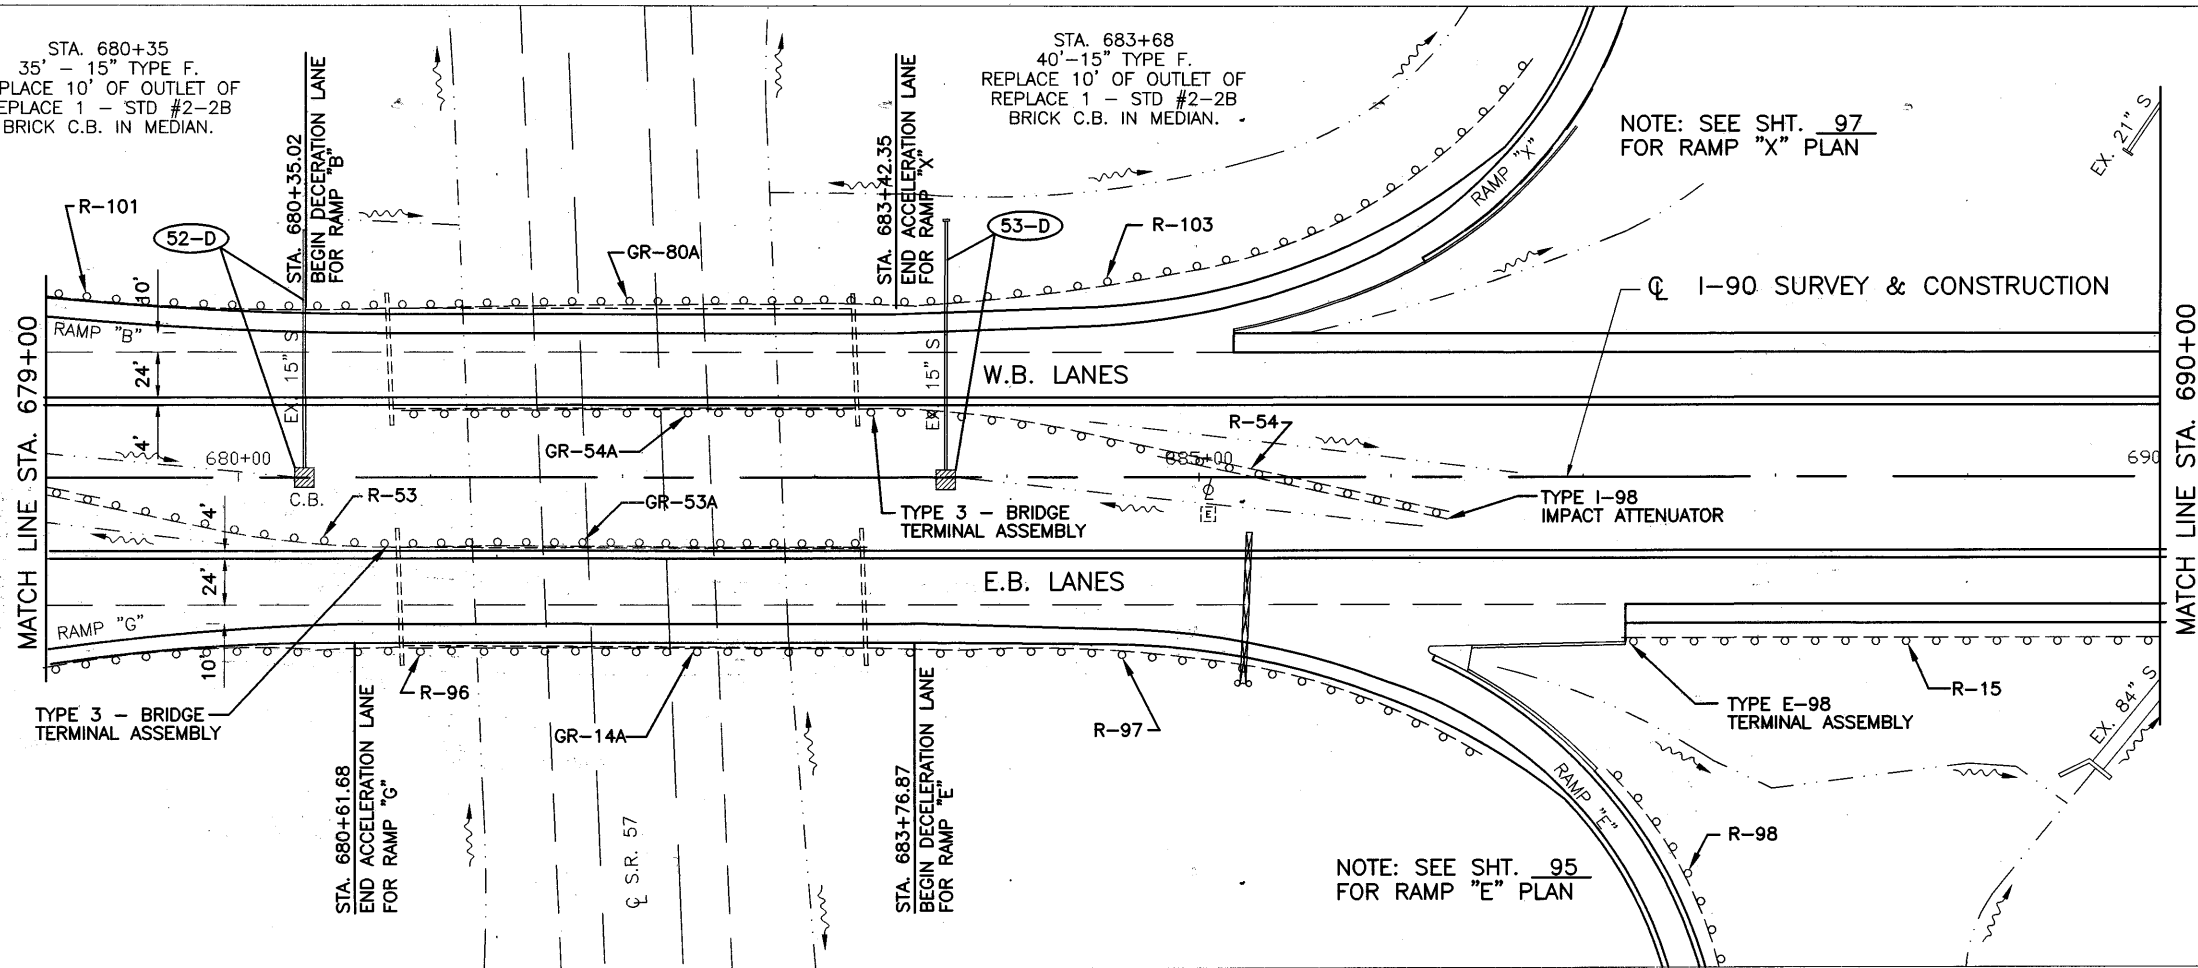 STA. 680+35
35' - 15" TYPE F.
PLACE 10' OF OUTLET OF
EPLACE 1 - STD #2-2B
BRICK C.B. IN MEDIAN.
STA. 680+35.02
BEGIN DECERATION LANE
FOR RAMP "B"
STA. 683+42.35
END ACCELERATION LANE
FOR RAMP "X"
STA. 683+68
40'-15" TYPE F.
REPLACE 10' OF OUTLET OF
REPLACE 1 - STD #2-2B
BRICK C.B. IN MEDIAN.
NOTE: SEE SHT. 97
FOR RAMP "X" PLAN
EX. 21" S
RAMP "X"
R-101
52-D
GR-80A
53-D
R-103
10'
℄ I-90 SURVEY & CONSTRUCTION
RAMP "B"
24'
EX. 15" S
EX. 15" S
W.B. LANES
MATCH LINE STA. 679+00
MATCH LINE STA. 690+00
4'
GR-54A
R-54
680+00
685+00
690
C.B.
R-53
GR-53A
4'
TYPE 3 - BRIDGE
TERMINAL ASSEMBLY
E
TYPE I-98
IMPACT ATTENUATOR
24'
E.B. LANES
RAMP "G"
10'
R-96
TYPE 3 - BRIDGE
TERMINAL ASSEMBLY
GR-14A
R-97
R-15
TYPE E-98
TERMINAL ASSEMBLY
EX. 84" S
STA. 680+61.68
END ACCELERATION LANE
FOR RAMP "G"
℄ S.R. 57
STA. 683+76.87
BEGIN DECELERATION LANE
FOR RAMP "E"
RAMP "E"
R-98
NOTE: SEE SHT. 95
FOR RAMP "E" PLAN